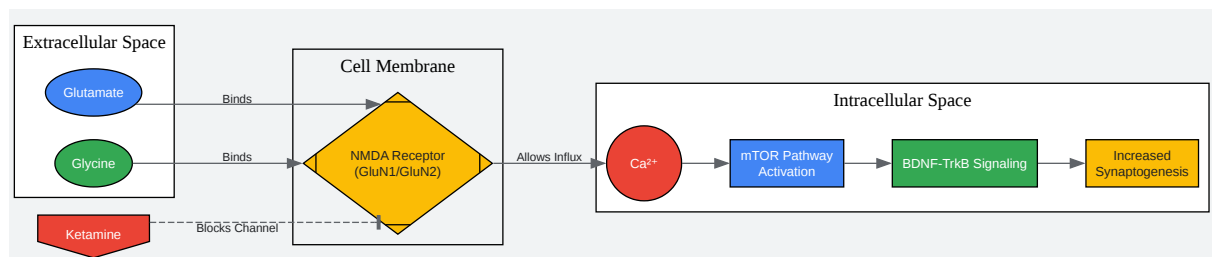 Extracellular Space
Glutamate
Glycine
Ketamine
Binds
Binds
Blocks Channel
Cell Membrane
NMDA Receptor
(GluN1/GluN2)
Allows Influx
Intracellular Space
Ca²⁺
mTOR Pathway
Activation
BDNF-TrkB Signaling
Increased
Synaptogenesis